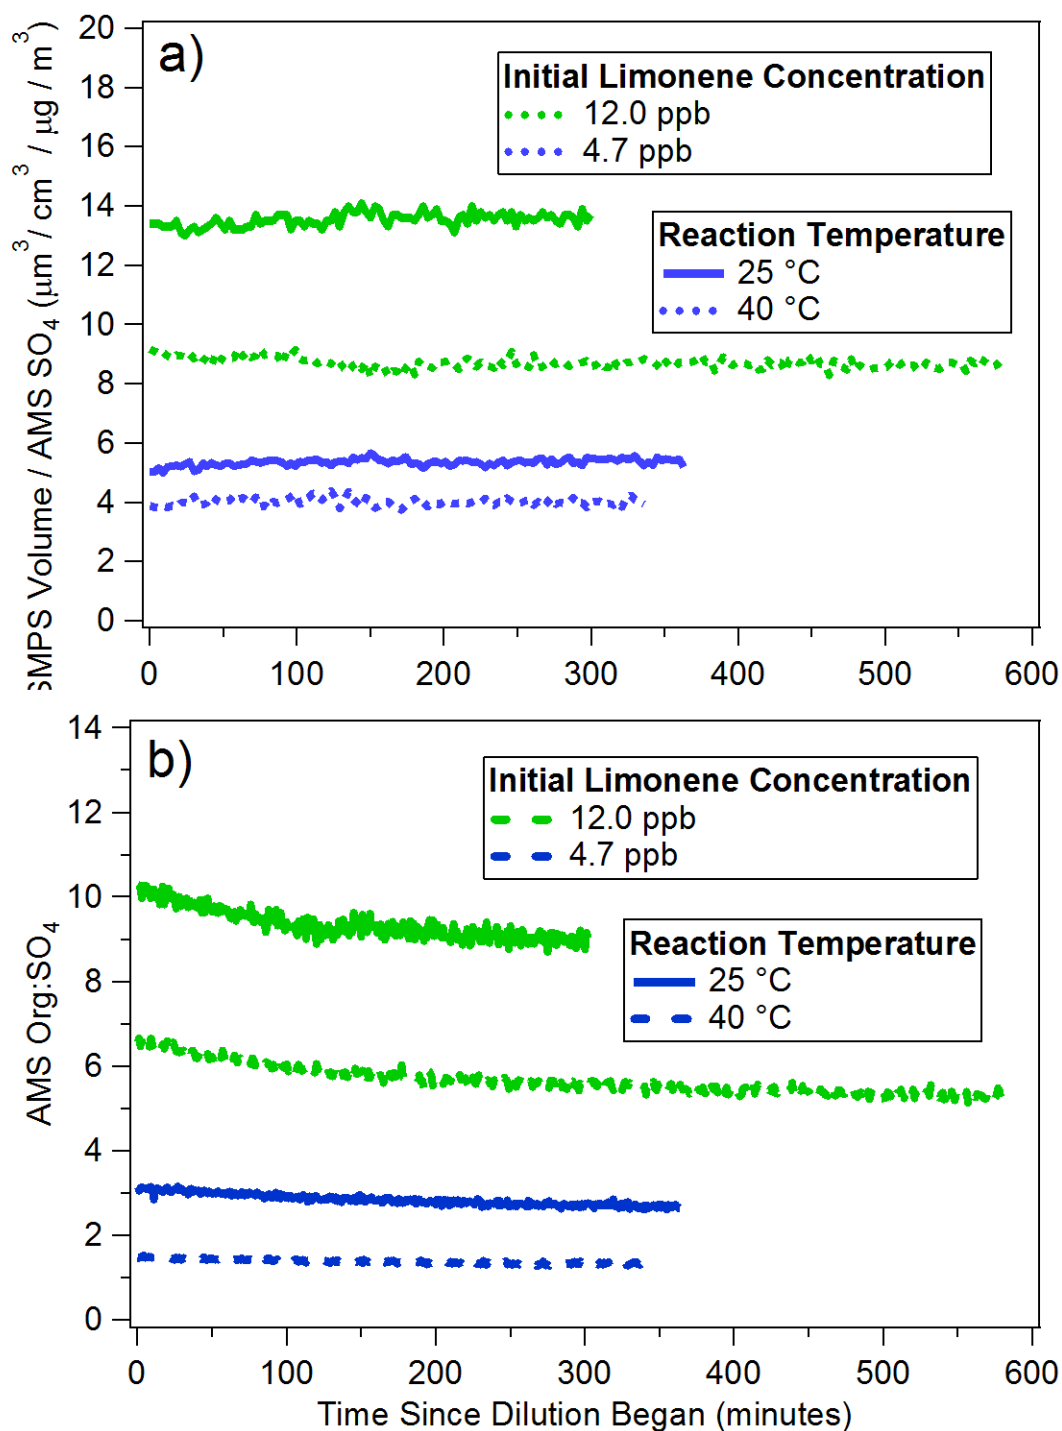 a)
SMPS Volume / AMS SO4 (μm³ / cm³ / μg / m³)
20
18
16
14
12
10
8
6
4
2
0
Initial Limonene Concentration
12.0 ppb
4.7 ppb
Reaction Temperature
25 °C
40 °C
0 100 200 300 400 500 600
b)
AMS Org:SO4
14
12
10
8
6
4
2
0
Initial Limonene Concentration
12.0 ppb
4.7 ppb
Reaction Temperature
25 °C
40 °C
0 100 200 300 400 500 600
Time Since Dilution Began (minutes)